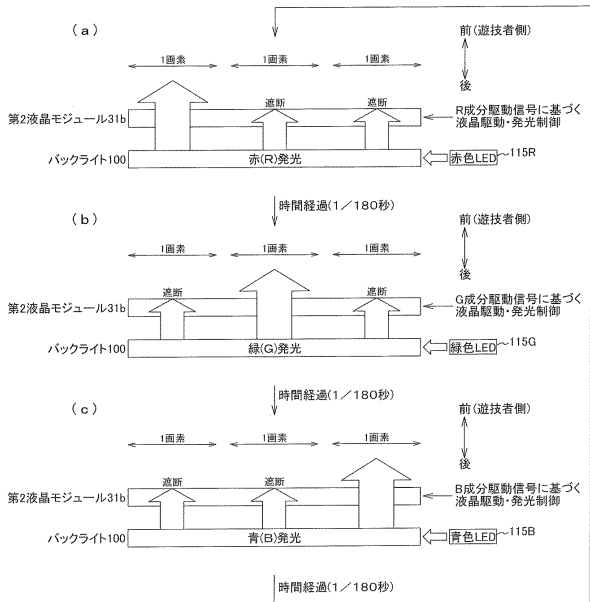 (a)
前(遊技者側)
後
1画素 1画素 1画素
遮断 遮断
第2液晶モジュール31b
R成分駆動信号に基づく
液晶駆動・発光制御
バックライト100
赤(R)発光
赤色LED 115R
時間経過(1/180秒)
(b)
前(遊技者側)
後
1画素 1画素 1画素
遮断 遮断
第2液晶モジュール31b
G成分駆動信号に基づく
液晶駆動・発光制御
バックライト100
緑(G)発光
緑色LED 115G
時間経過(1/180秒)
(c)
前(遊技者側)
後
1画素 1画素 1画素
遮断 遮断
第2液晶モジュール31b
B成分駆動信号に基づく
液晶駆動・発光制御
バックライト100
青(B)発光
青色LED 115B
時間経過(1/180秒)